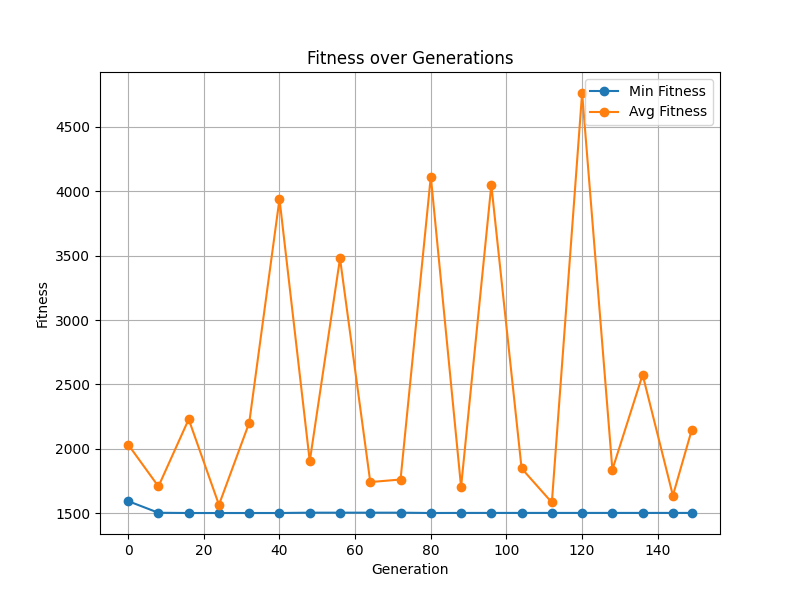 Fitness over Generations
Min Fitness
Avg Fitness
4500
4000
3500
3000
2500
2000
1500
Fitness
0 20 40 60 80 100 120 140
Generation